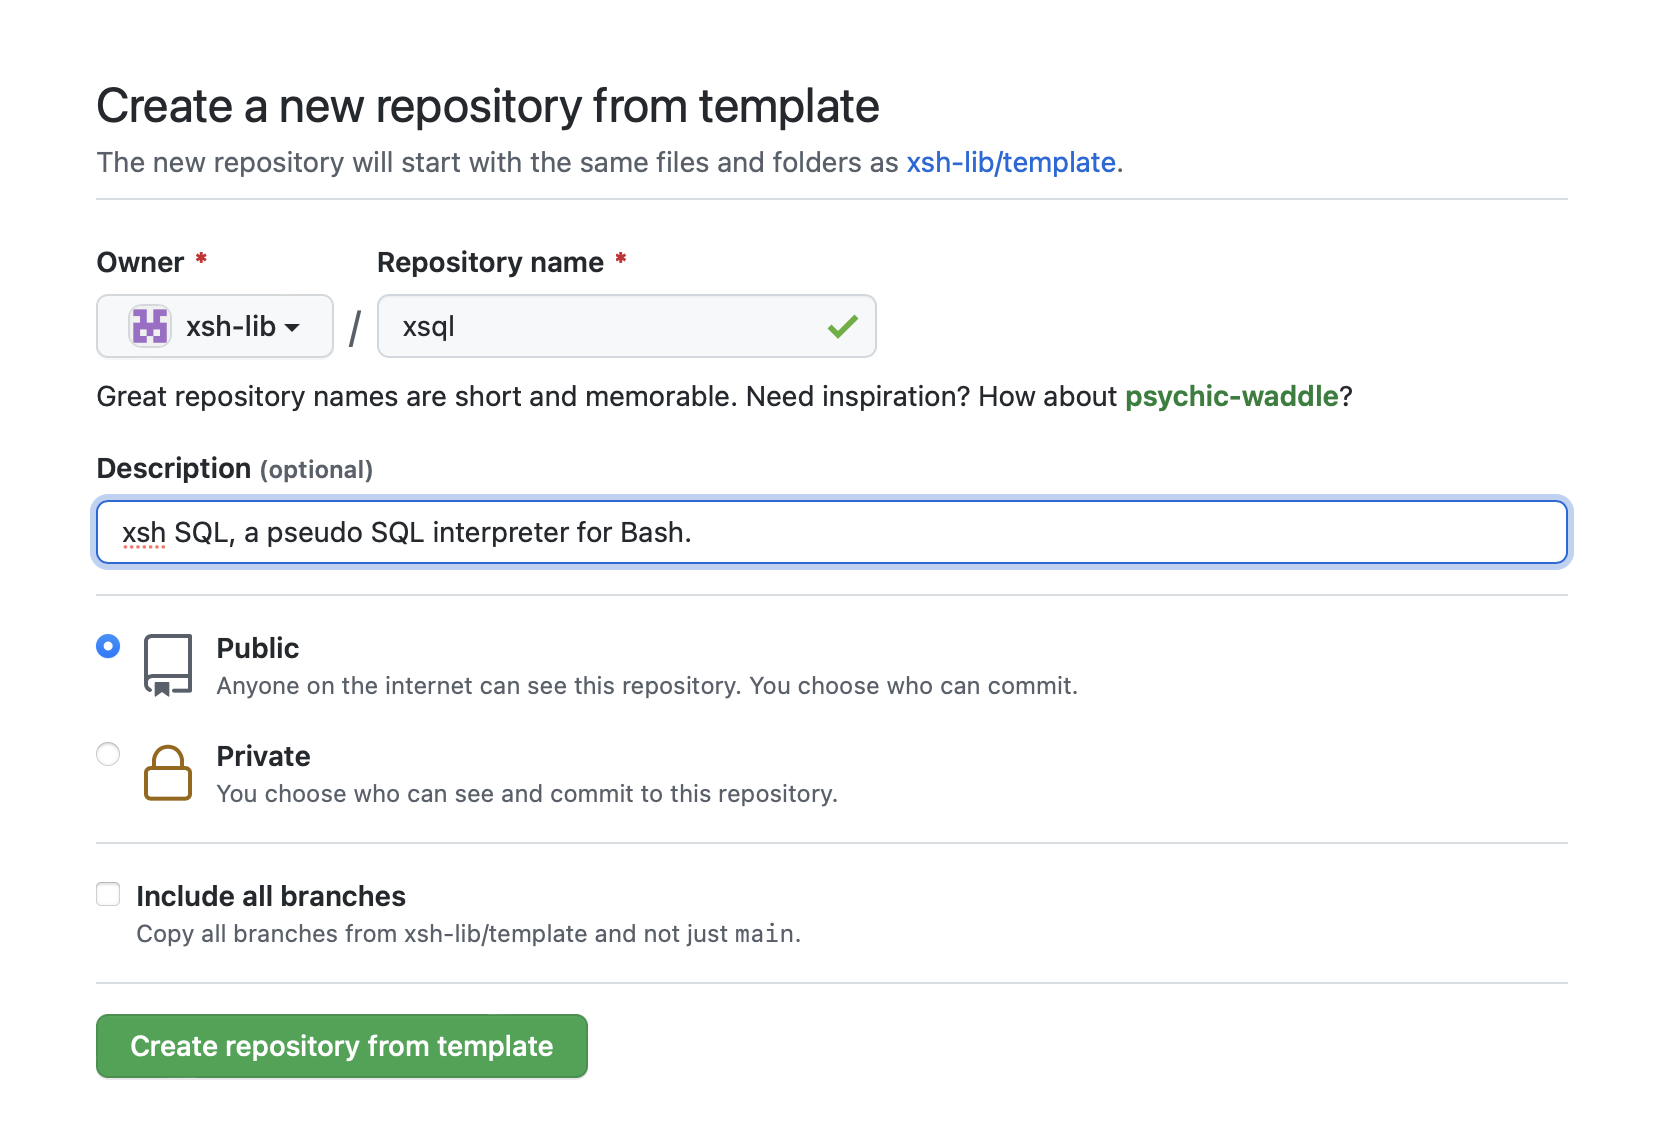 Create a new repository from template
The new repository will start with the same files and folders as xsh-lib/template.
Owner * Repository name *
xsh-lib / xsql
Great repository names are short and memorable. Need inspiration? How about psychic-waddle?
Description (optional)
xsh SQL, a pseudo SQL interpreter for Bash.
Public
Anyone on the internet can see this repository. You choose who can commit.
Private
You choose who can see and commit to this repository.
Include all branches
Copy all branches from xsh-lib/template and not just main.
Create repository from template